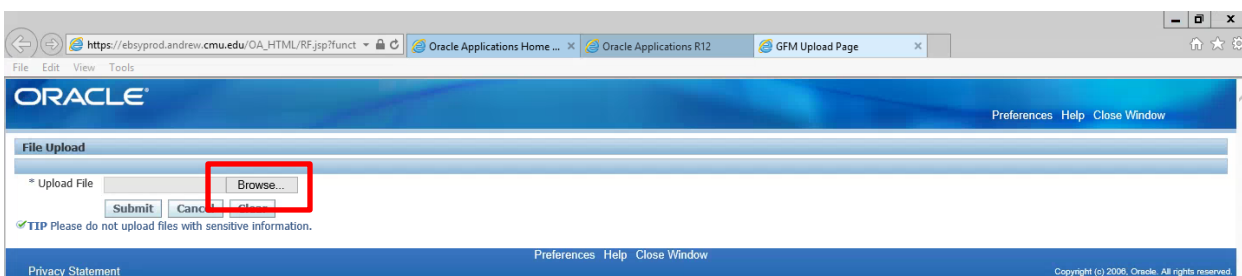 https://ebsyprod.andrew.cmu.edu/OA_HTML/RF.jsp?funct Oracle Applications Home ... Oracle Applications R12 GFM Upload Page
File Edit View Tools
ORACLE
Preferences Help Close Window
File Upload
* Upload File Browse...
Submit Cancel Clear
TIP Please do not upload files with sensitive information.
Preferences Help Close Window
Privacy Statement Copyright (c) 2006, Oracle. All rights reserved.